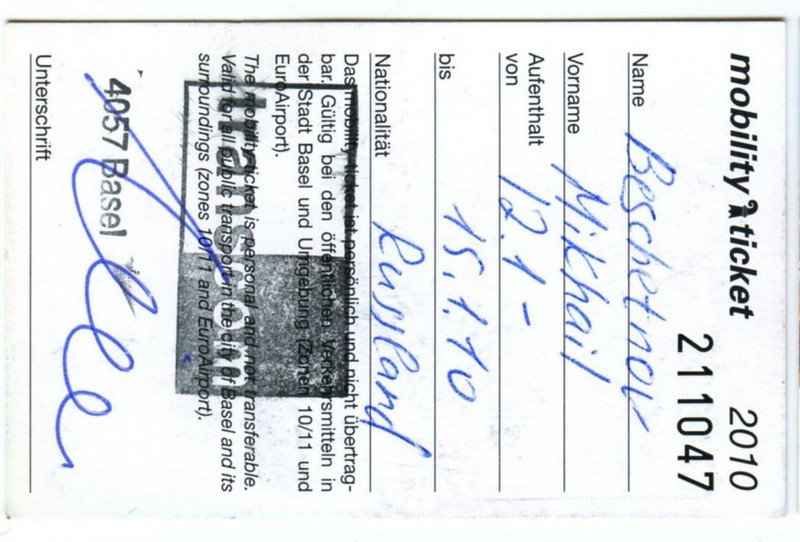 mobility ticket 2010
211047
Name Beschetnov
Vorname Mikhail
Aufenthalt
von 12.1 -
bis 15.1.10
Nationalität Russland
Das mobility ticket ist persönlich und nicht übertrag-
bar. Gültig bei den öffentlichen Verkehrsmitteln in
der Stadt Basel und Umgebung (Zonen 10/11 und
EuroAirport).
The mobility ticket is personal and not transferable.
Valid for all public transport in the city of Basel and its
surroundings (zones 10/11 and EuroAirport).
4057 Basel
Unterschrift